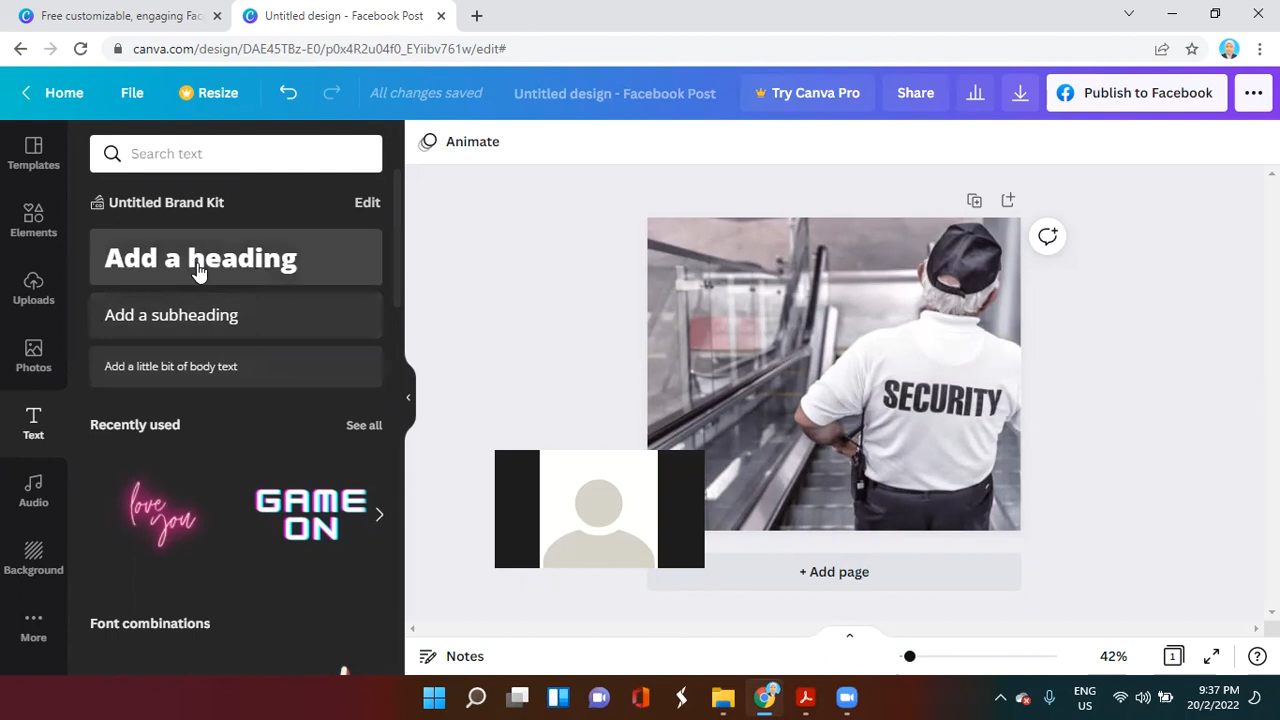 Free customizable, engaging Fac
Untitled design - Facebook Post
canva.com/design/DAE45TBz-E0/p0x4R2u04f0_EYiibv761w/edit#
Home
File
Resize
All changes saved
Untitled design - Facebook Post
Try Canva Pro
Share
Publish to Facebook
Templates
Elements
Uploads
Photos
Text
Audio
Background
More
Search text
Untitled Brand Kit
Edit
Add a heading
Add a subheading
Add a little bit of body text
Recently used
See all
love
you
GAME
ON
Font combinations
Animate
SECURITY
+ Add page
Notes
42%
1
?
ENG
US
9:37 PM
20/2/2022